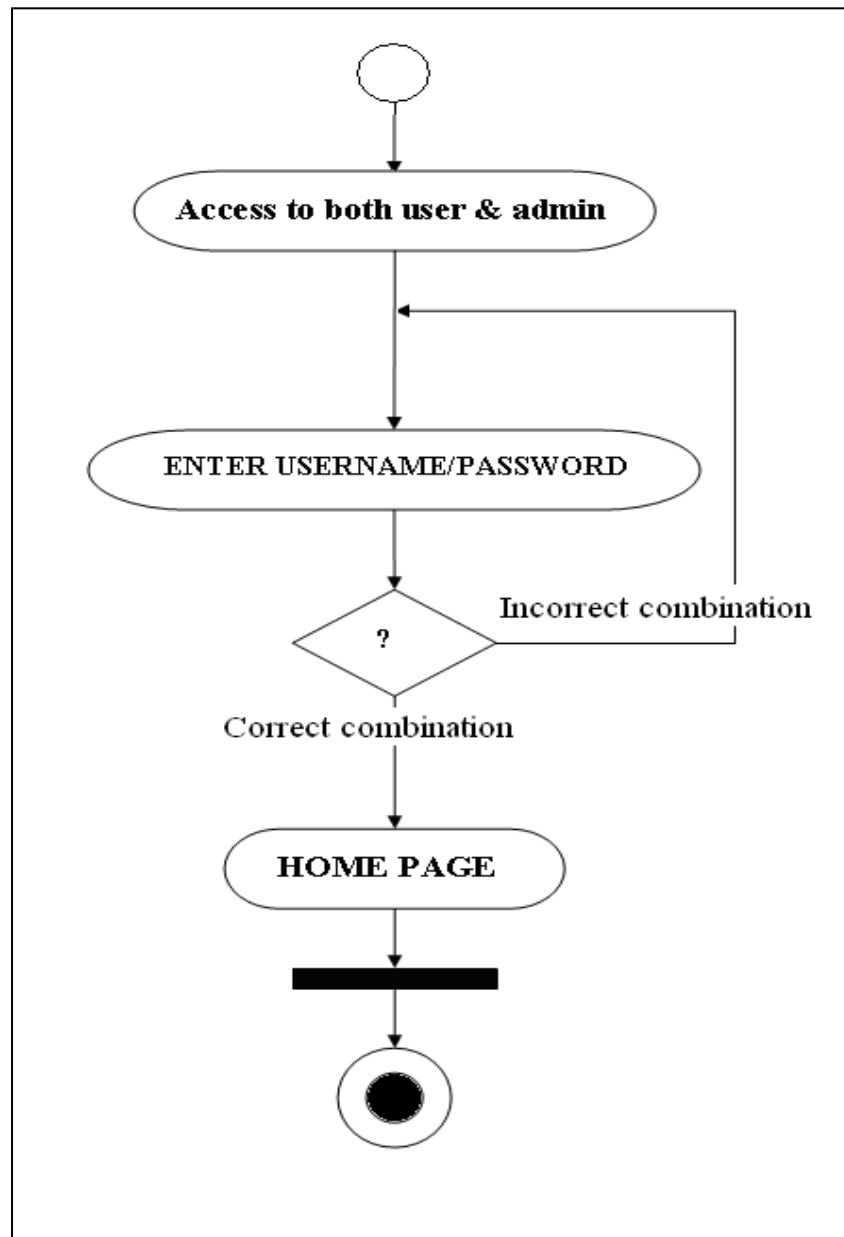 Access to both user & admin
ENTER USERNAME/PASSWORD
Incorrect combination
?
Correct combination
HOME PAGE